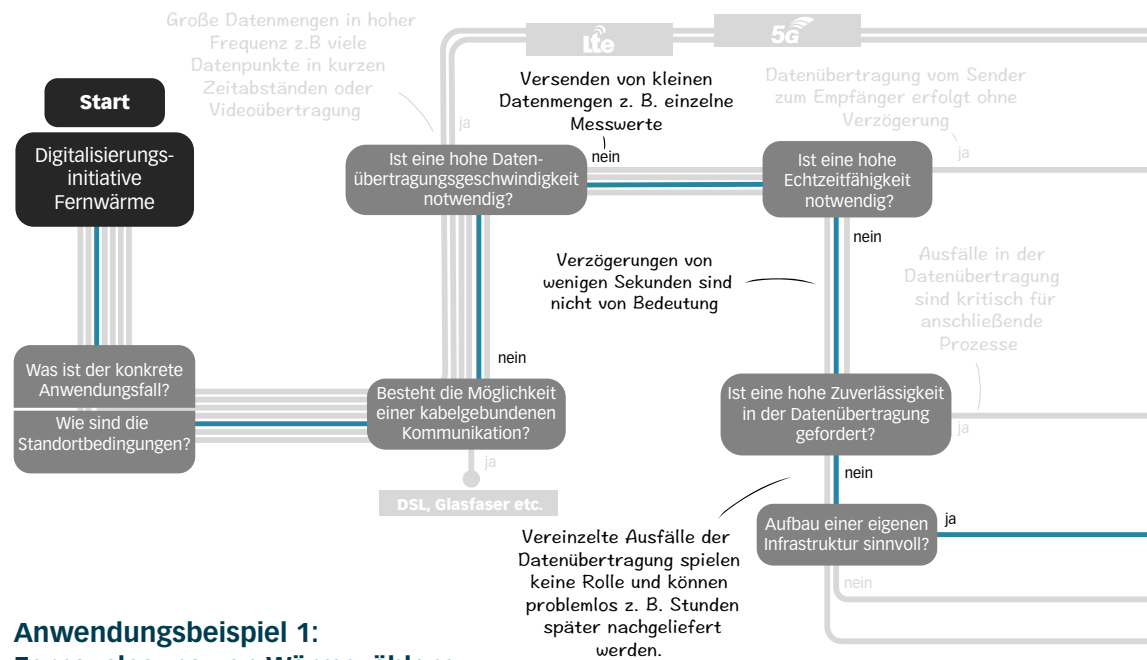 Große Datenmengen in hoher
Frequenz z.B viele
Datenpunkte in kurzen
Zeitabständen oder
Videoübertragung
Lte
5G
Start
Digitalisierungs-
initiative
Fernwärme
Versenden von kleinen
Datenmengen z. B. einzelne
Messwerte
Datenübertragung vom Sender
zum Empfänger erfolgt ohne
Verzögerung
ja
nein
ja
Ist eine hohe Daten-
übertragungsgeschwindigkeit
notwendig?
Ist eine hohe
Echtzeitfähigkeit
notwendig?
nein
Verzögerungen von
wenigen Sekunden sind
nicht von Bedeutung
Ausfälle in der
Datenübertragung
sind kritisch für
anschließende
Prozesse
nein
Was ist der konkrete
Anwendungsfall?
Wie sind die
Standortbedingungen?
Besteht die Möglichkeit
einer kabelgebundenen
Kommunikation?
Ist eine hohe Zuverlässigkeit
in der Datenübertragung
gefordert?
ja
ja
nein
DSL, Glasfaser etc.
Vereinzelte Ausfälle der
Datenübertragung spielen
keine Rolle und können
problemlos z. B. Stunden
später nachgeliefert
werden.
Aufbau einer eigenen
Infrastruktur sinnvoll?
ja
nein
Anwendungsbeispiel 1: